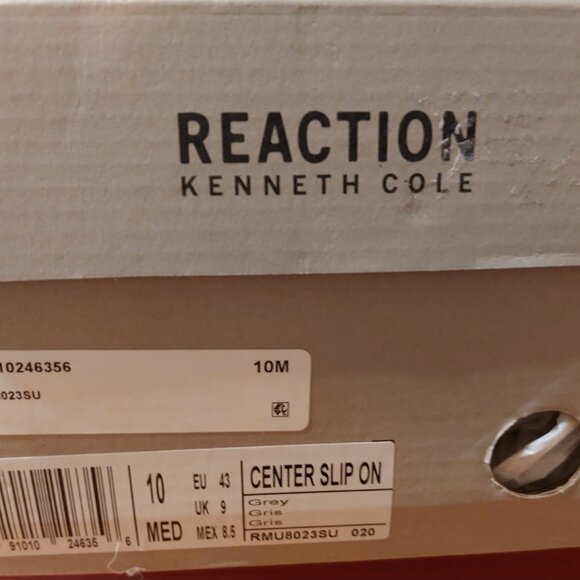 REACTION
KENNETH COLE
10246356 10M
023SU
10 EU 43 CENTER SLIP ON
UK 9 Grey
Gris
MED MEX 8.5 Gris
91010 24635 6 RMU8023SU 020